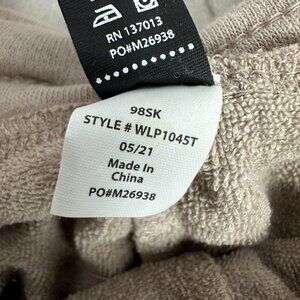 RN 137013
PO#M26938
98SK
STYLE # WLP1045T
05/21
Made In
China
PO#M26938